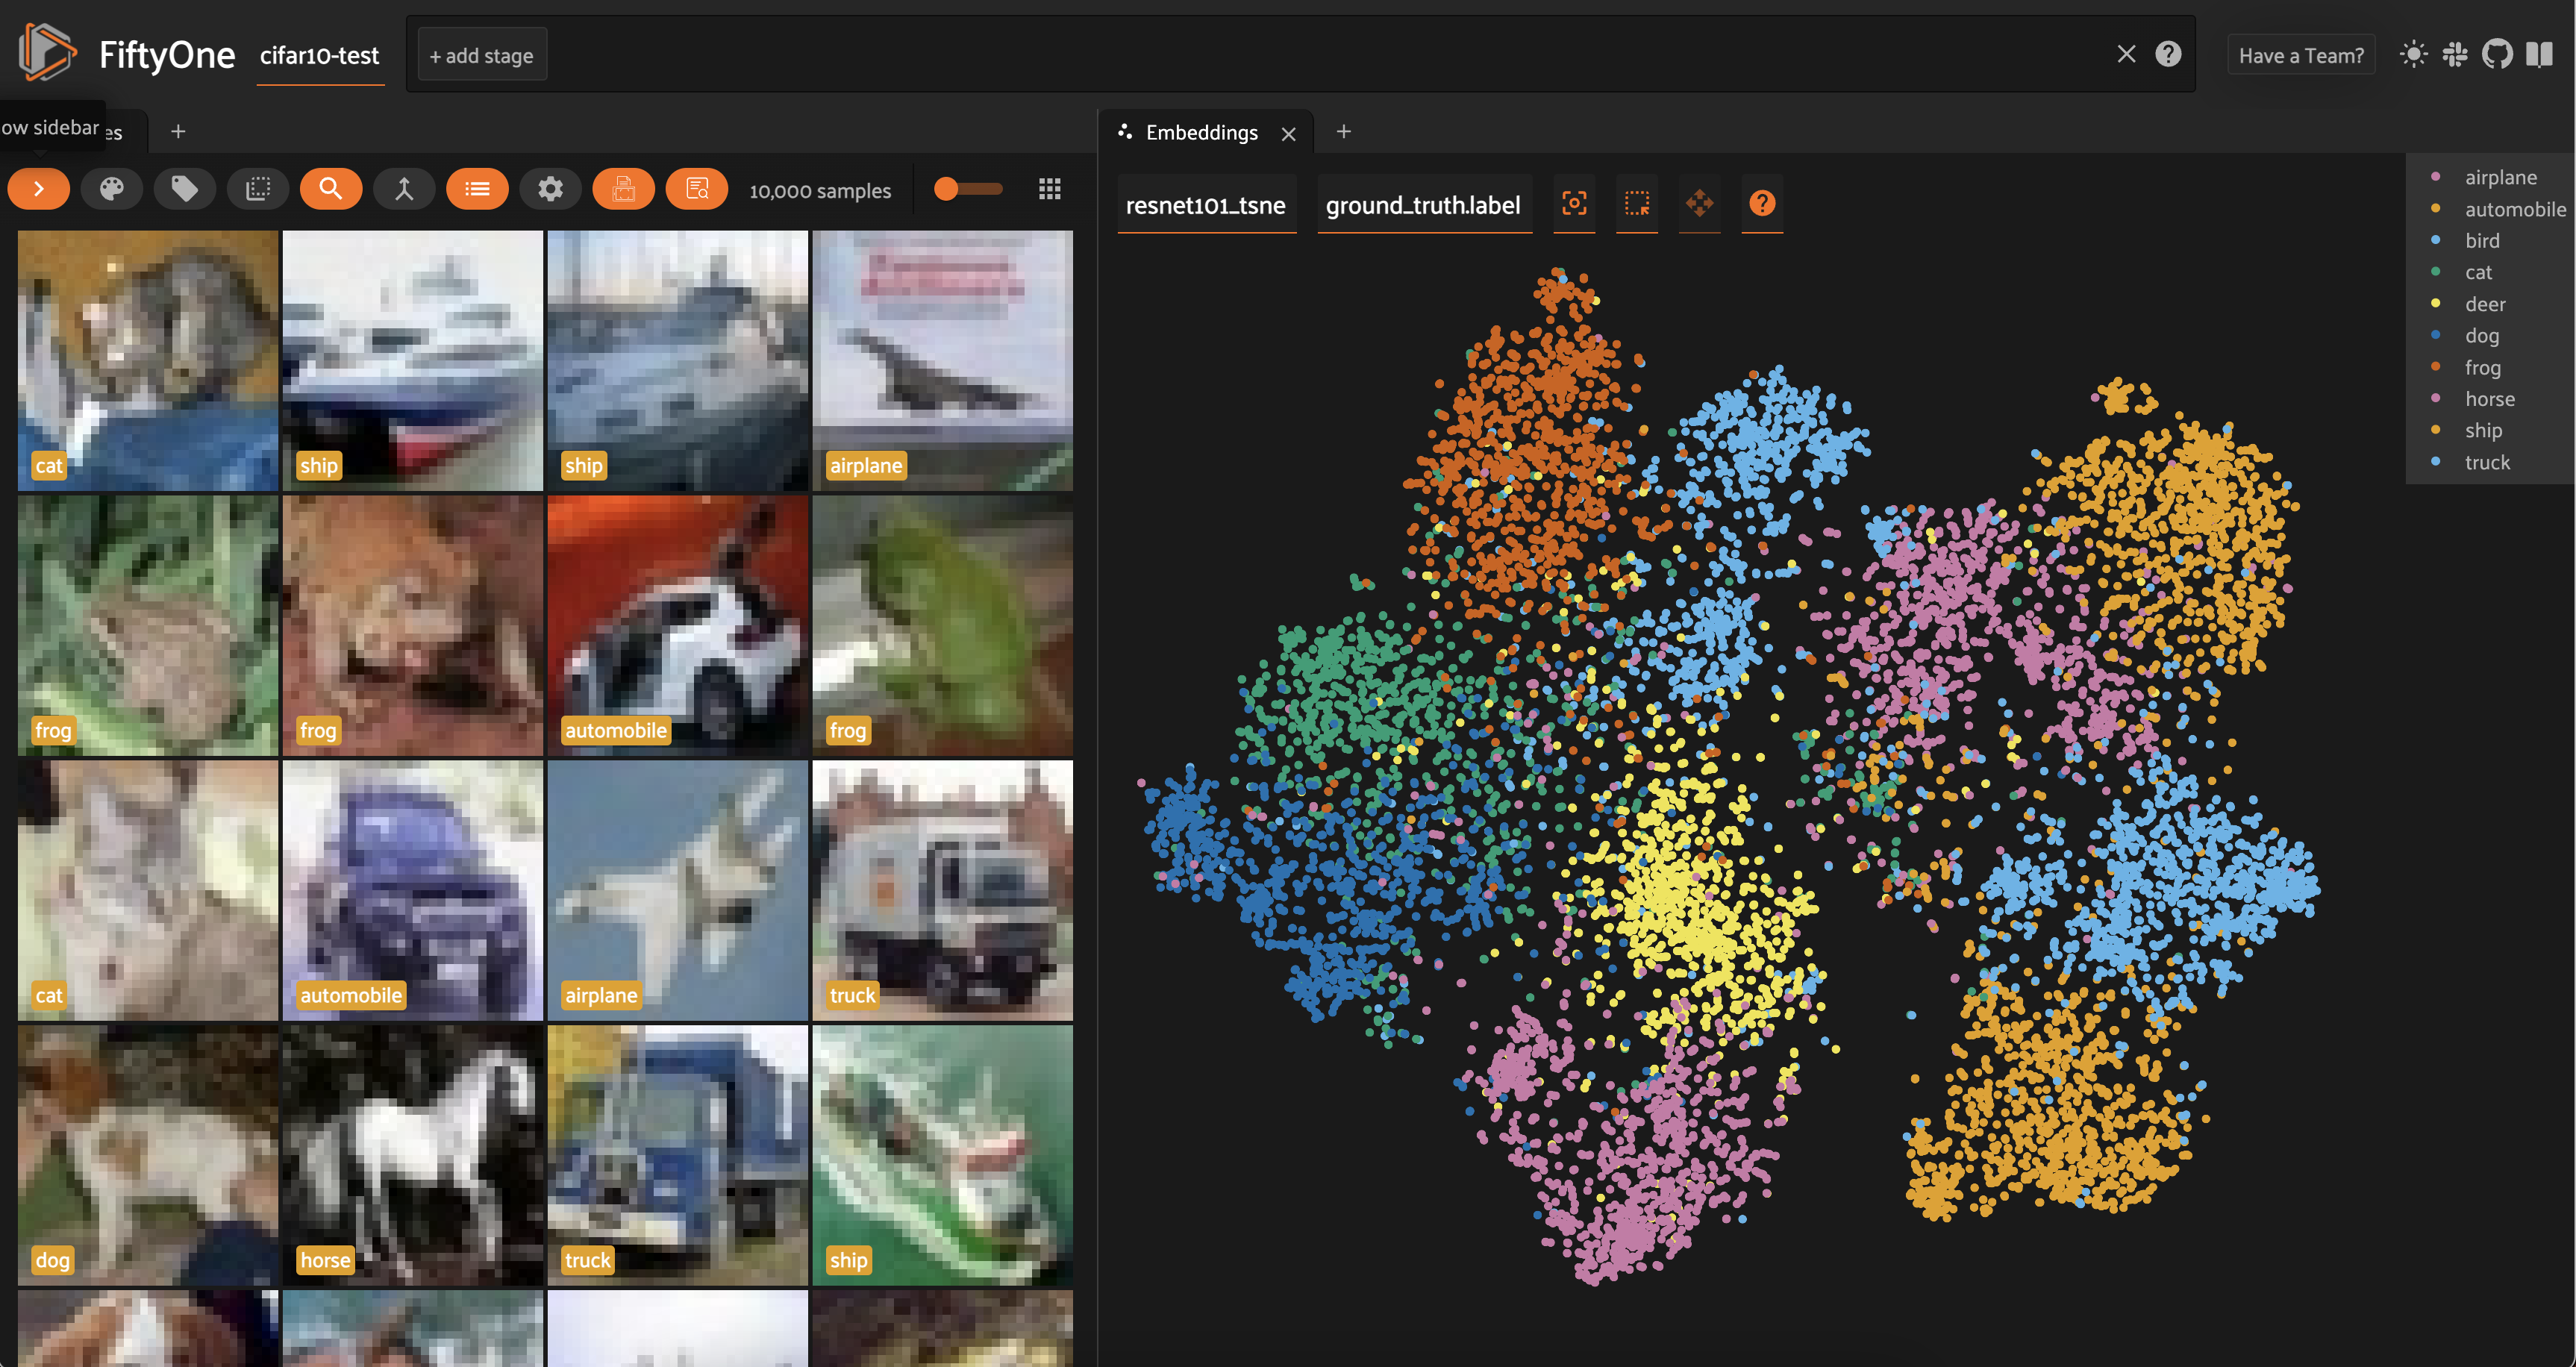 FiftyOne
cifar10-test
+ add stage
Have a Team?
ow sidebar
es
Embeddings
10,000 samples
resnet101_tsne
ground_truth.label
airplane
automobile
bird
cat
deer
dog
frog
horse
ship
truck
cat
ship
ship
airplane
frog
frog
automobile
frog
cat
automobile
airplane
truck
dog
horse
truck
ship